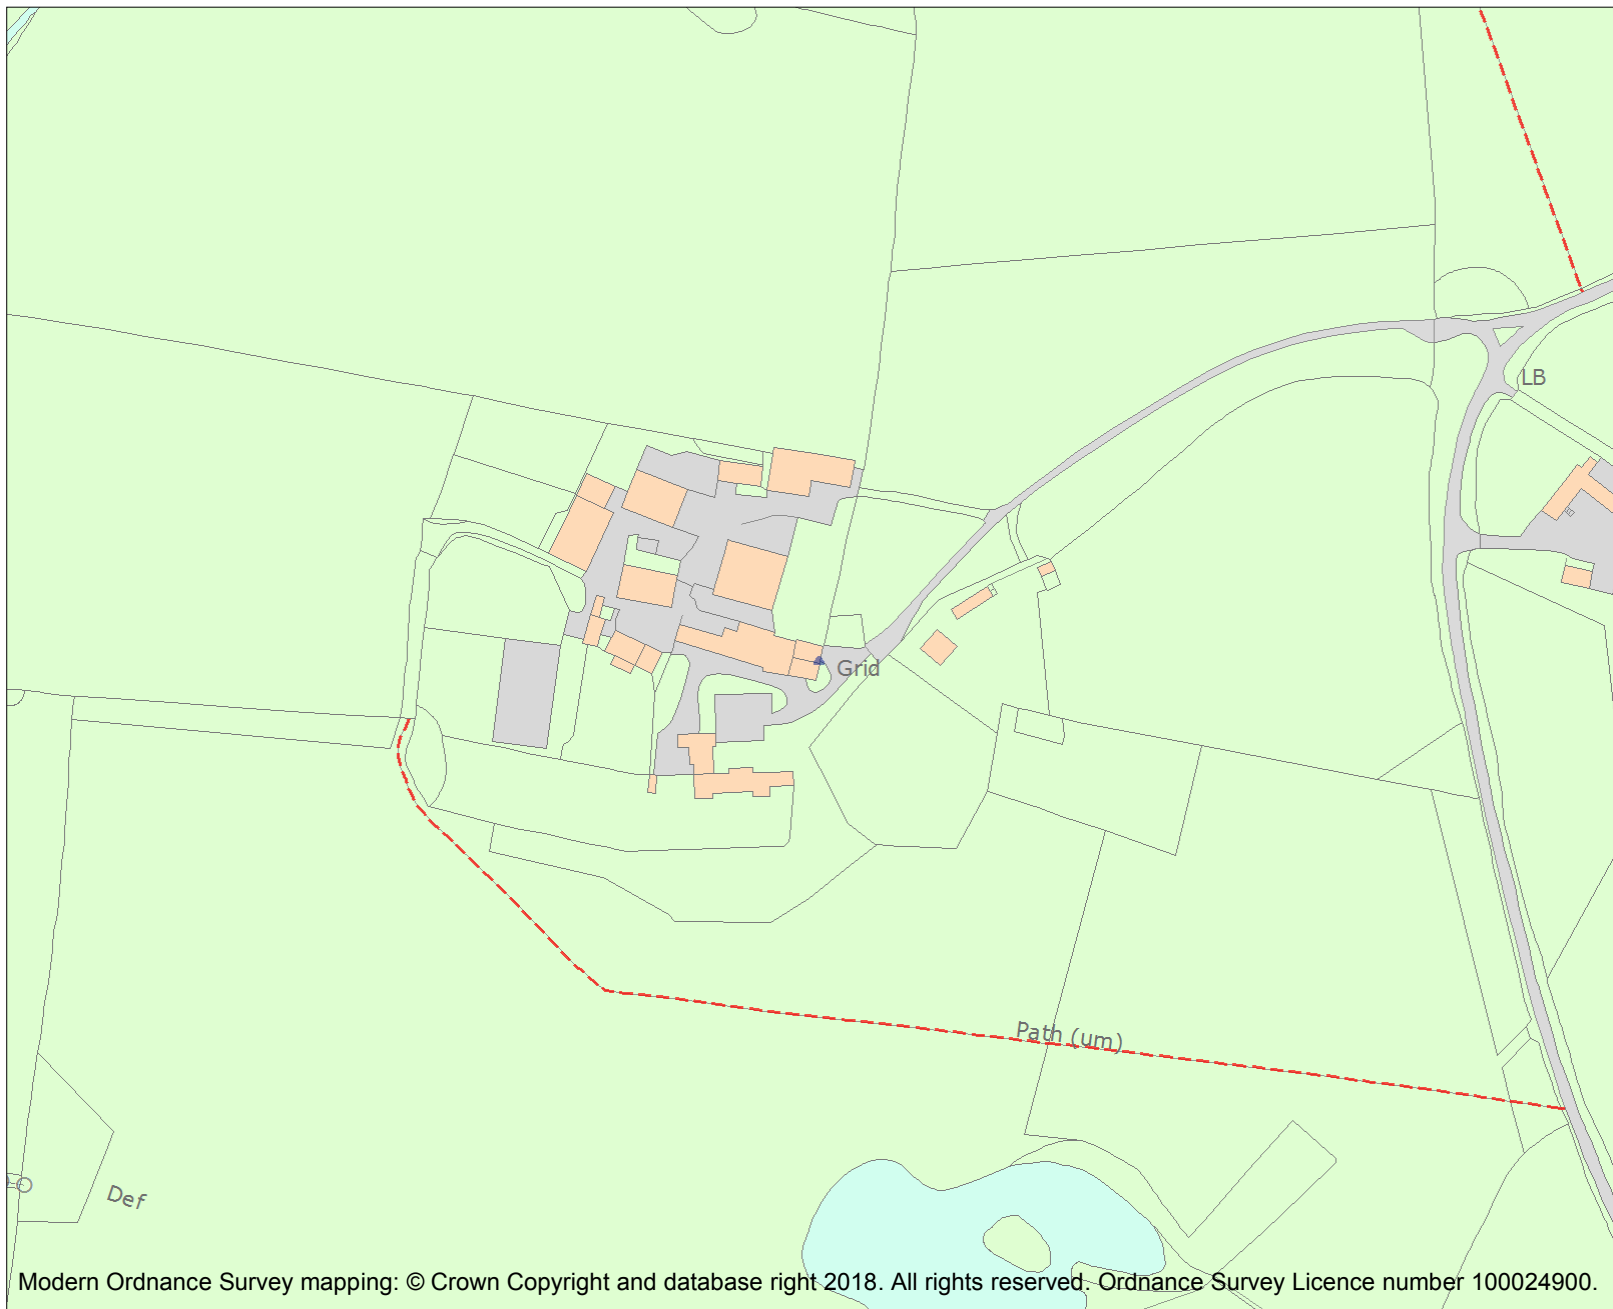 LB
Grid
Path (um)
Def
Modern Ordnance Survey mapping: © Crown Copyright and database right 2018. All rights reserved. Ordnance Survey Licence number 100024900.